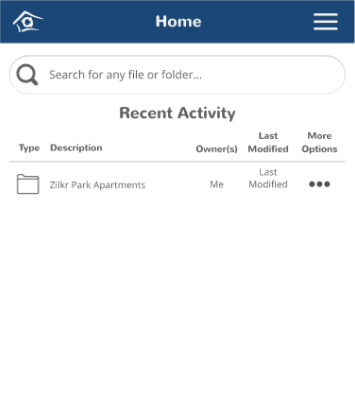 Home
Search for any file or folder...
Recent Activity
Type Description Owner(s) Last Modified More Options
Zilkr Park Apartments Me Last Modified